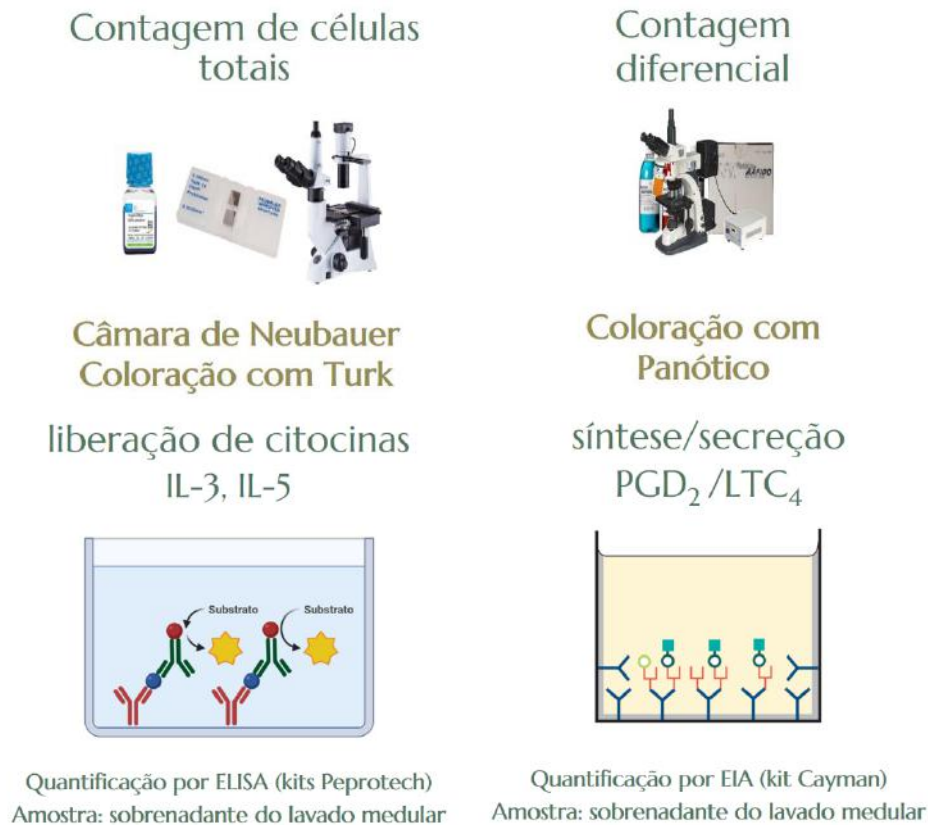 Contagem de células
totais
Contagem
diferencial
Câmara de Neubauer
Coloração com Turk
Coloração com
Panótico
liberação de citocinas
IL-3, IL-5
síntese/secreção
PGD₂ /LTC₄
Substrato
Substrato
Quantificação por ELISA (kits Peprotech)
Amostra: sobrenadante do lavado medular
Quantificação por EIA (kit Cayman)
Amostra: sobrenadante do lavado medular